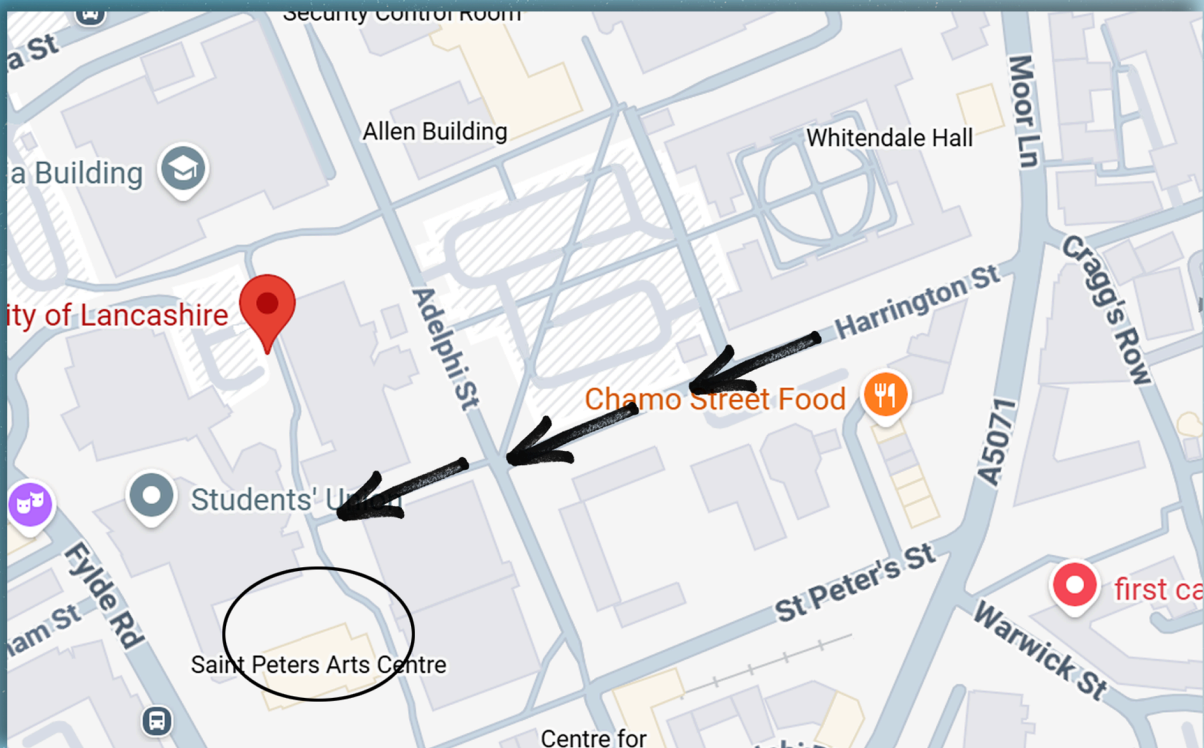 Security Control Room
a St
Allen Building
Whitendale Hall
Moor Ln
a Building
Cragg's Row
ity of Lancashire
Adelphi St
Harrington St
Chamo Street Food
A5071
Students' Union
Fylde Rd
St Peter's St
first ca
ham St
Warwick St
Saint Peters Arts Centre
Centre for